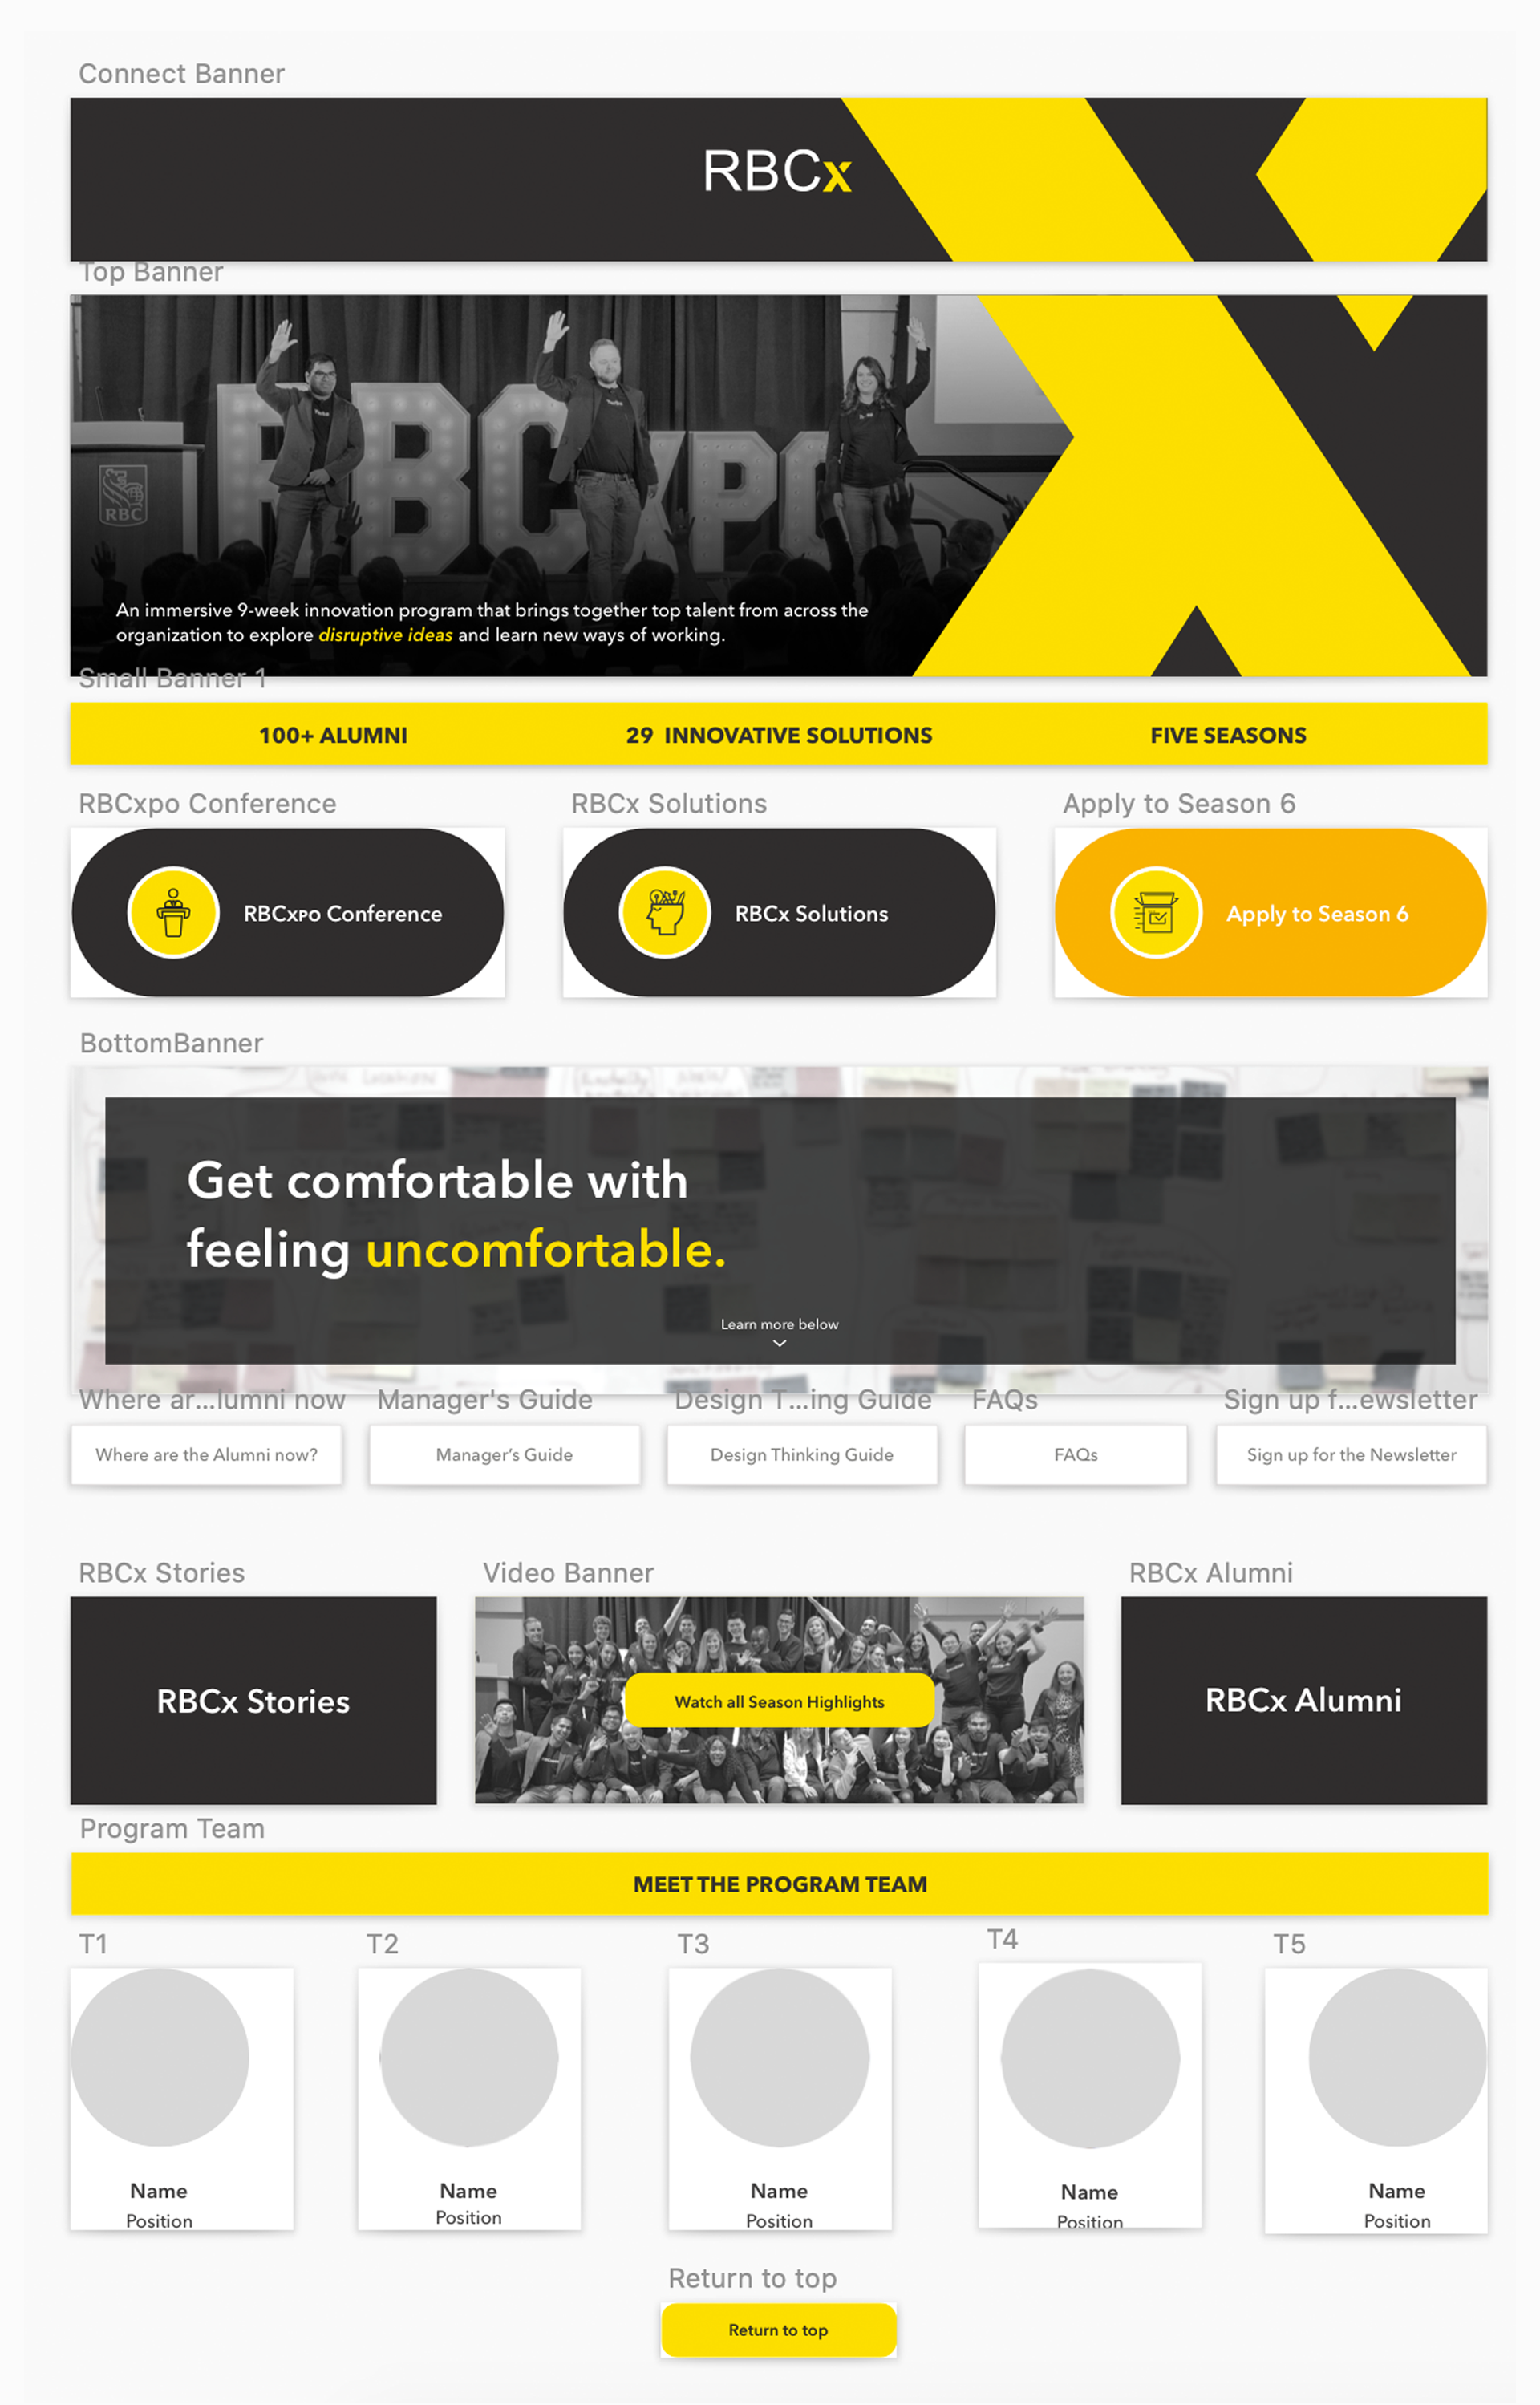 Connect Banner
RBCx
Top Banner
RBCxPO
RBC
An immersive 9-week innovation program that brings together top talent from across the
organization to explore disruptive ideas and learn new ways of working.
Small Banner 1
100+ ALUMNI
29 INNOVATIVE SOLUTIONS
FIVE SEASONS
RBCxpo Conference
RBCx Solutions
Apply to Season 6
RBCxPO Conference
RBCx Solutions
Apply to Season 6
BottomBanner
Get comfortable with
feeling uncomfortable.
Learn more below
Where ar...lumni now
Manager's Guide
Design T...ing Guide
FAQs
Sign up f...ewsletter
Where are the Alumni now?
Manager’s Guide
Design Thinking Guide
FAQs
Sign up for the Newsletter
RBCx Stories
Video Banner
RBCx Alumni
RBCx Stories
Watch all Season Highlights
RBCx Alumni
Program Team
MEET THE PROGRAM TEAM
T1
T2
T3
T4
T5
Name
Position
Name
Position
Name
Position
Name
Position
Name
Position
Return to top
Return to top